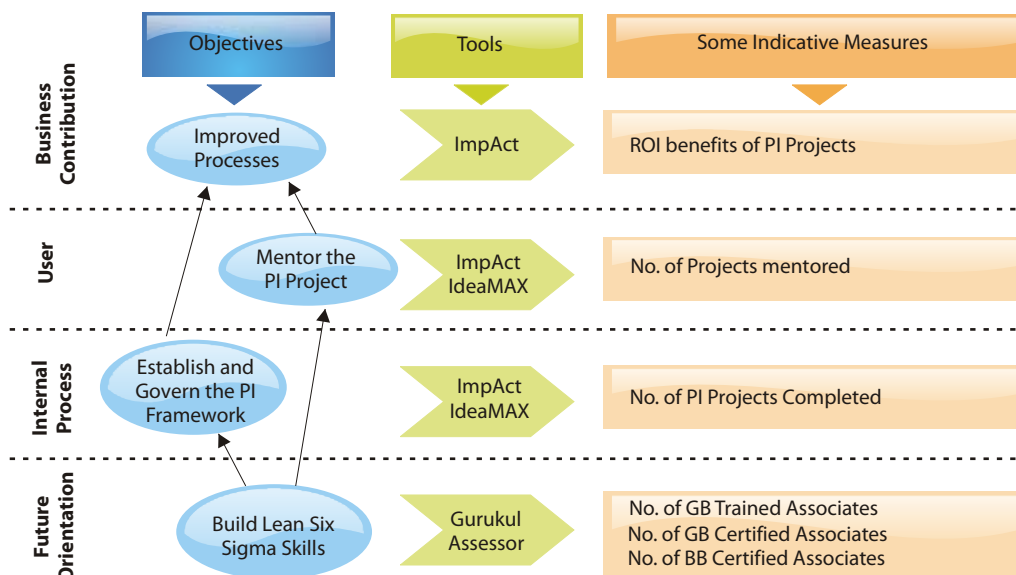 Objectives
Tools
Some Indicative Measures
Business
Contribution
Improved
Processes
ImpAct
ROI benefits of PI Projects
User
Mentor the
PI Project
ImpAct
IdeaMAX
No. of Projects mentored
Internal
Process
Establish and
Govern the PI
Framework
ImpAct
IdeaMAX
No. of PI Projects Completed
Future
Orientation
Build Lean Six
Sigma Skills
Gurukul
Assessor
No. of GB Trained Associates
No. of GB Certified Associates
No. of BB Certified Associates